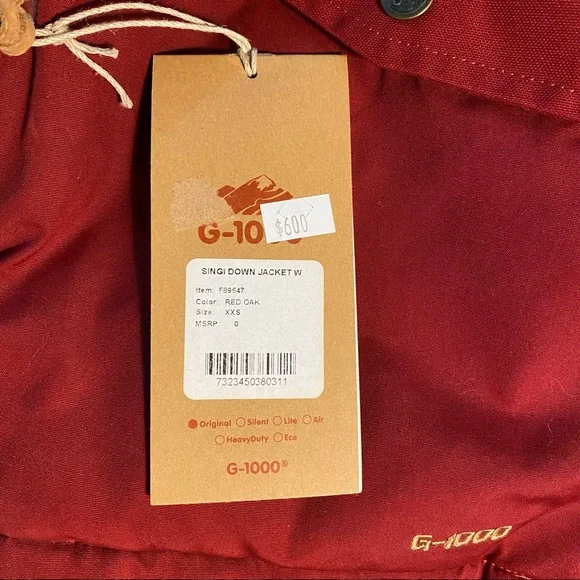 G-1000
$600
SINGI DOWN JACKET W
Item: F89647
Color: RED OAK
Size: XXS
MSRP: 0
7323450380311
Original Silent Lite Air
HeavyDuty Eco
G-1000®
G-1000